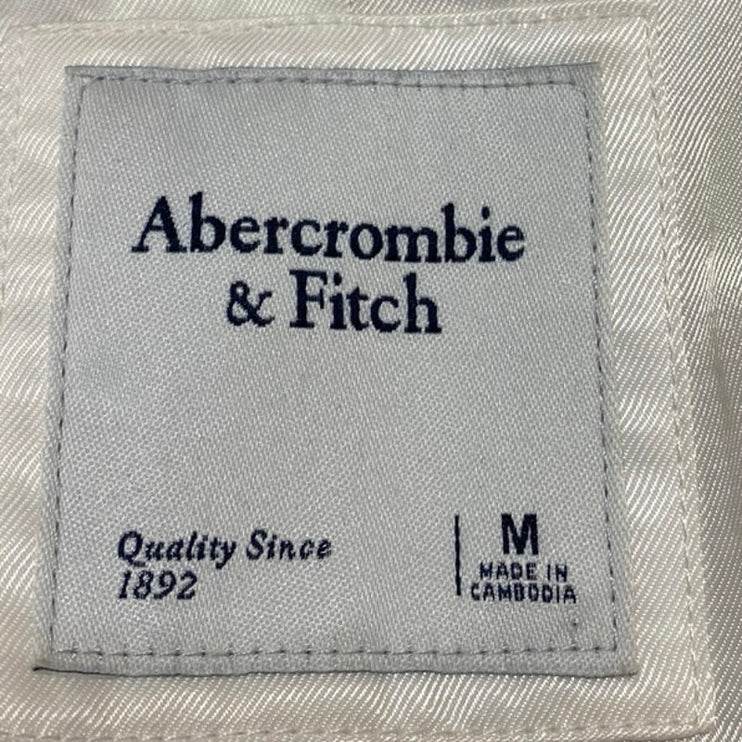 Abercrombie
& Fitch
Quality Since
1892
M
MADE IN
CAMBODIA